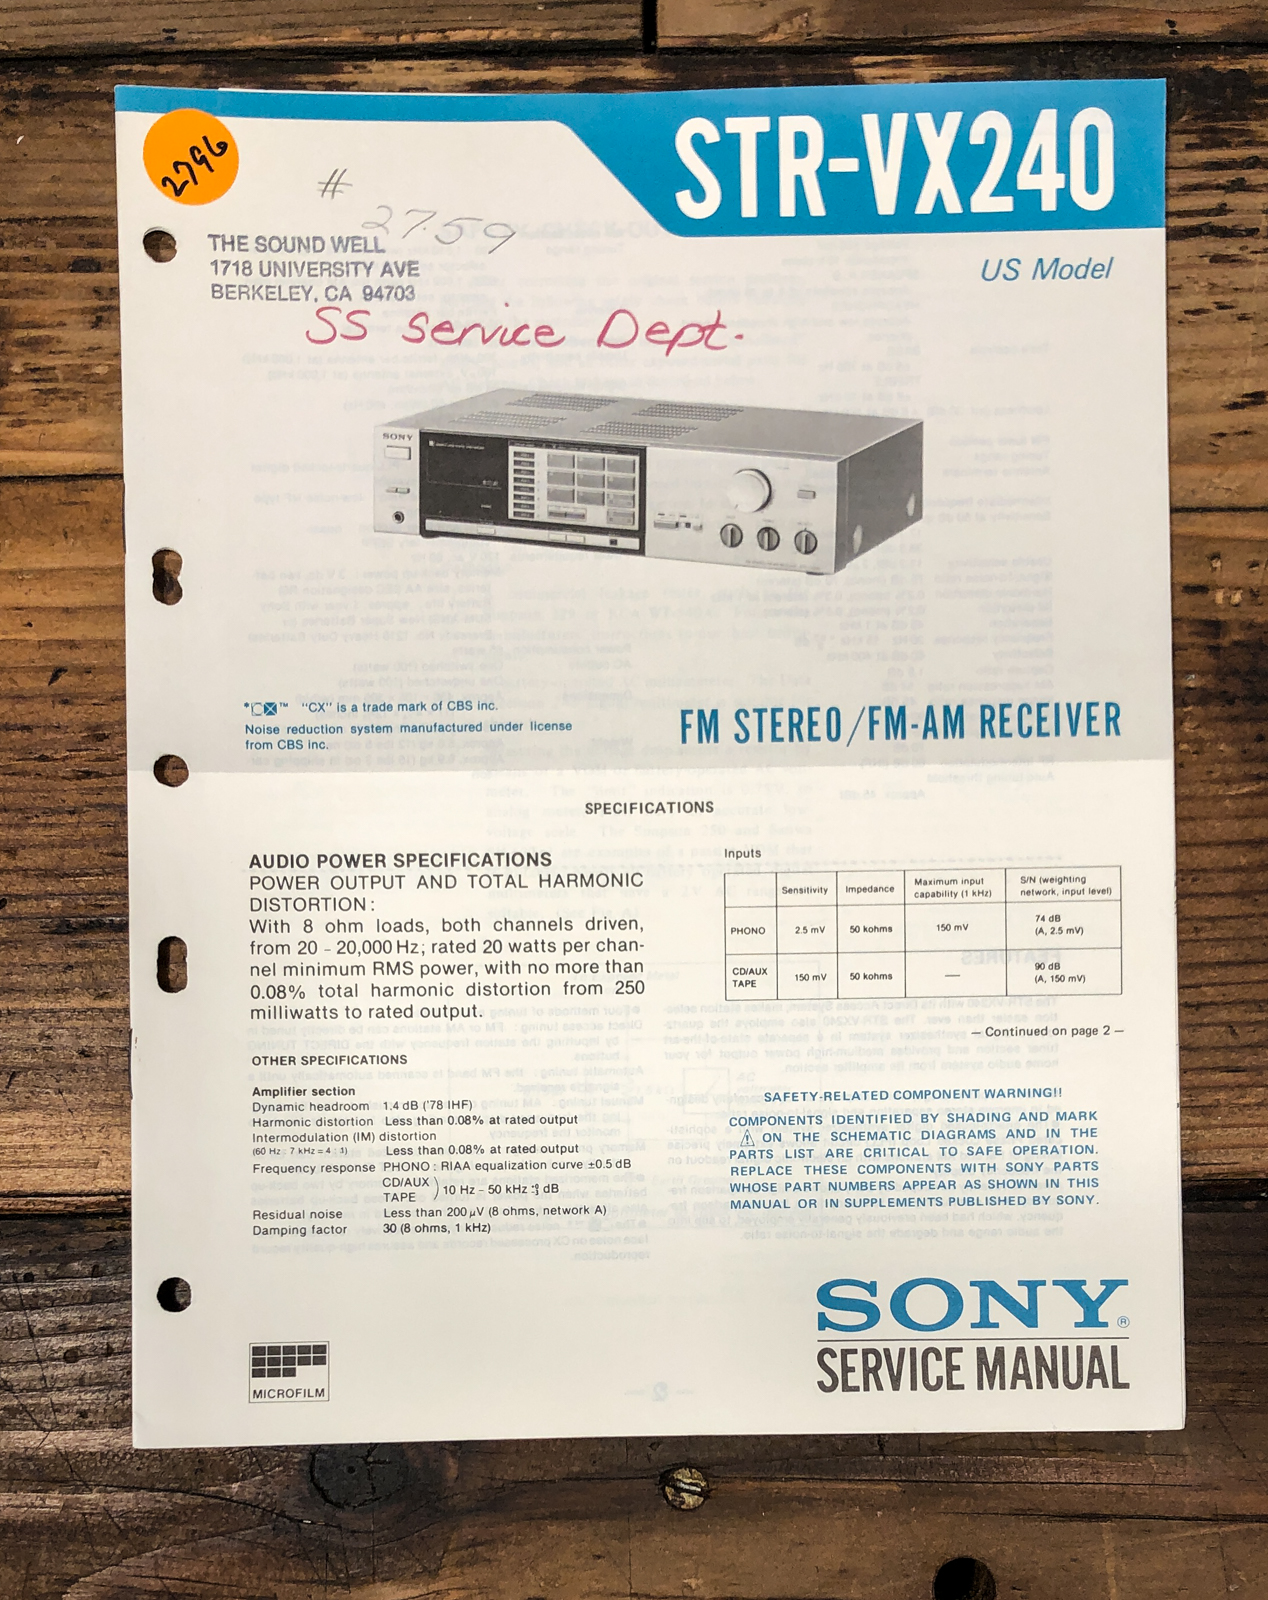 STR-VX240
2796
#
2759
THE SOUND WELL
1718 UNIVERSITY AVE
BERKELEY, CA 94703
US Model
SS Service Dept.
SONY
"CX" is a trade mark of CBS inc.
Noise reduction system manufactured under license
from CBS inc.
FM STEREO/FM-AM RECEIVER
SPECIFICATIONS
AUDIO POWER SPECIFICATIONS
POWER OUTPUT AND TOTAL HARMONIC
DISTORTION:
With 8 ohm loads, both channels driven,
from 20 - 20,000 Hz; rated 20 watts per chan-
nel minimum RMS power, with no more than
0.08% total harmonic distortion from 250
milliwatts to rated output.
OTHER SPECIFICATIONS
Amplifier section
Dynamic headroom 1.4 dB ('78 IHF)
Harmonic distortion Less than 0.08% at rated output
Intermodulation (IM) distortion
(60 Hz : 7 kHz = 4 : 1) Less than 0.08% at rated output
Frequency response PHONO : RIAA equalization curve ±0.5 dB
CD/AUX
TAPE ) 10 Hz – 50 kHz dB
Residual noise Less than 200 μV (8 ohms, network A)
Damping factor 30 (8 ohms, 1 kHz)
Inputs
Sensitivity Impedance Maximum input capability (1 kHz) S/N (weighting network, input level)
PHONO 2.5 mV 50 kohms 150 mV 74 dB (A, 2.5 mV)
CD/AUX TAPE 150 mV 50 kohms — 90 dB (A, 150 mV)
— Continued on page 2 —
SAFETY-RELATED COMPONENT WARNING!!
COMPONENTS IDENTIFIED BY SHADING AND MARK
⚠ ON THE SCHEMATIC DIAGRAMS AND IN THE
PARTS LIST ARE CRITICAL TO SAFE OPERATION.
REPLACE THESE COMPONENTS WITH SONY PARTS
WHOSE PART NUMBERS APPEAR AS SHOWN IN THIS
MANUAL OR IN SUPPLEMENTS PUBLISHED BY SONY.
MICROFILM
SONY®
SERVICE MANUAL